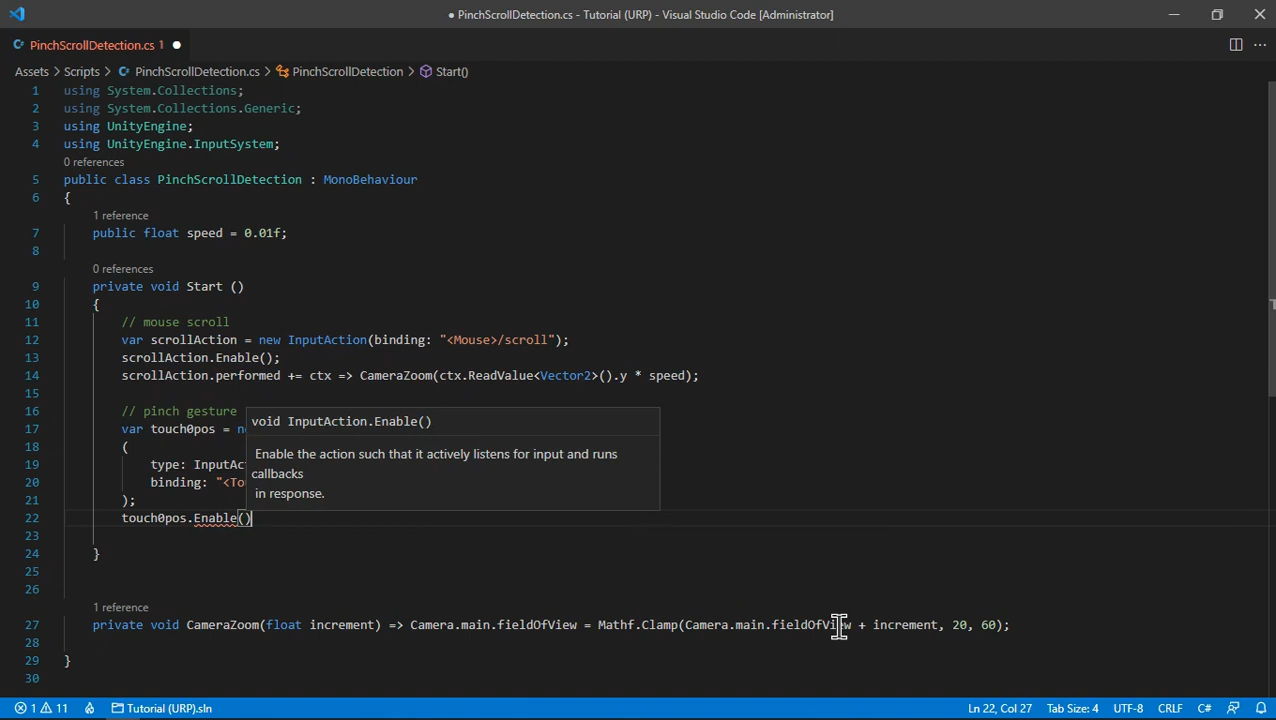 ● PinchScrollDetection.cs - Tutorial (URP) - Visual Studio Code [Administrator]
PinchScrollDetection.cs 1 ●
Assets > Scripts > PinchScrollDetection.cs > PinchScrollDetection > Start()
1 using System.Collections;
2 using System.Collections.Generic;
3 using UnityEngine;
4 using UnityEngine.InputSystem;
0 references
5 public class PinchScrollDetection : MonoBehaviour
6 {
1 reference
7 public float speed = 0.01f;
8
0 references
9 private void Start ()
10 {
11 // mouse scroll
12 var scrollAction = new InputAction(binding: "<Mouse>/scroll");
13 scrollAction.Enable();
14 scrollAction.performed += ctx => CameraZoom(ctx.ReadValue<Vector2>().y * speed);
15
16 // pinch gesture
void InputAction.Enable()
17 var touch0pos =
18 (
Enable the action such that it actively listens for input and runs
19 type:
callbacks
20 binding:
in response.
21 );
22 touch0pos.Enable()
23
24 }
25
26
1 reference
27 private void CameraZoom(float increment) => Camera.main.fieldOfView = Mathf.Clamp(Camera.main.fieldOfView + increment, 20, 60);
28
29 }
30
1 11 Tutorial (URP).sln Ln 22, Col 27 Tab Size: 4 UTF-8 CRLF C#